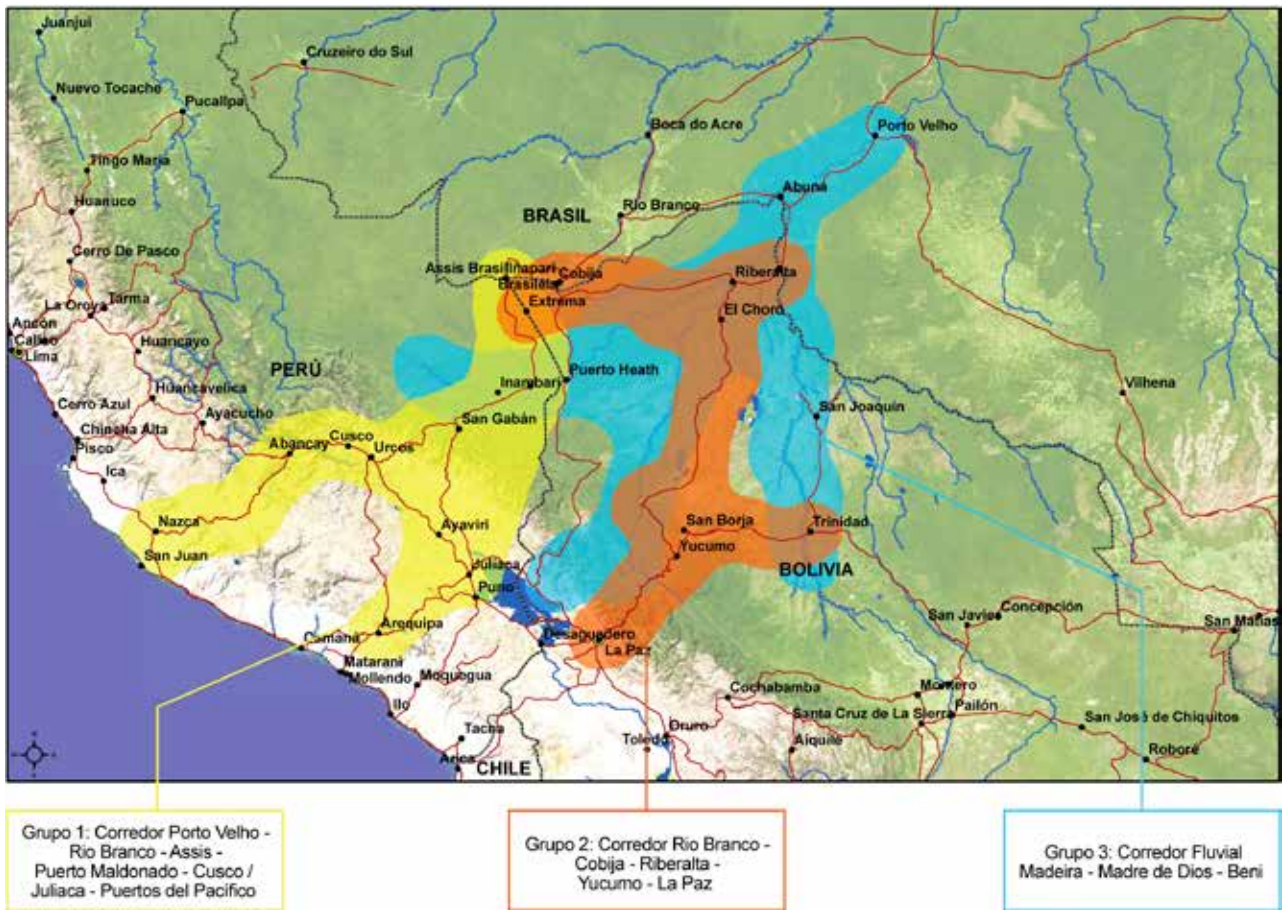 Juanjui
Cruzeiro do Sul
Nuevo Tocache
Pucallpa
Boca do Acre
Porto Velho
Tingo María
Abuná
Huanuco
BRASIL
Rio Branco
Cerro De Pasco
Assis Brasil
Iñapari
Cobija
Riberalta
Brasiléia
La Oroya
Tarma
Extrema
El Choro
Ancón
Callao
Lima
Huancayo
PERÚ
Puerto Heath
Inambari
Vilhena
Huancavelica
Cerro Azul
Ayacucho
San Joaquín
San Gabán
Chincha Alta
Cusco
Pisco
Abancay
Urcos
Ica
Nazca
Ayaviri
San Borja
Trinidad
San Juan
Yucumo
Juliaca
BOLIVIA
Puno
San Javier
Concepción
Arequipa
San Matías
Camaná
Desaguadero
La Paz
Matarani
Mollendo
Moquegua
Cochabamba
Montero
Ilo
Santa Cruz de La Sierra
Pailón
Tacna
Oruro
San José de Chiquitos
Toledo
Aiquile
Arica
CHILE
Roboré
Grupo 1: Corredor Porto Velho -
Rio Branco - Assis -
Puerto Maldonado - Cusco /
Juliaca - Puertos del Pacífico
Grupo 2: Corredor Rio Branco -
Cobija - Riberalta -
Yucumo - La Paz
Grupo 3: Corredor Fluvial
Madeira - Madre de Dios - Beni